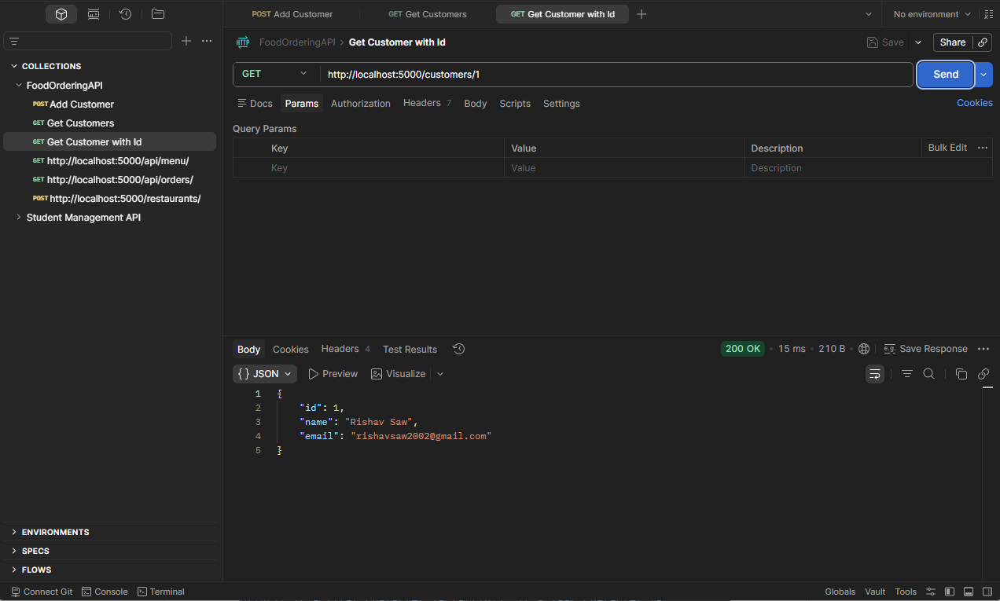 POST Add Customer
GET Get Customers
GET Get Customer with Id
No environment
FoodOrderingAPI > Get Customer with Id
Save
Share
COLLECTIONS
FoodOrderingAPI
POST Add Customer
GET Get Customers
GET Get Customer with Id
GET http://localhost:5000/api/menu/
GET http://localhost:5000/api/orders/
POST http://localhost:5000/restaurants/
Student Management API
ENVIRONMENTS
SPECS
FLOWS
GET http://localhost:5000/customers/1
Send
Docs Params Authorization Headers 7 Body Scripts Settings
Cookies
Query Params
Key Value Description Bulk Edit
Key Value Description
Body Cookies Headers 4 Test Results
200 OK • 15 ms • 210 B • e.g. Save Response
{} JSON Preview Visualize
1 {
2 "id": 1,
3 "name": "Rishav Saw",
4 "email": "rishavsaw2002@gmail.com"
5 }
Connect Git Console Terminal
Globals Vault Tools